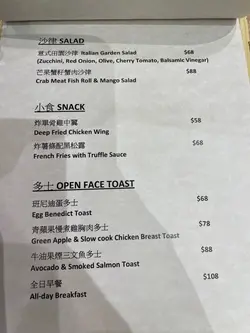 沙律 SALAD
意式田園沙律 Italian Garden Salad $68
(Zucchini, Red Onion, Olive, Cherry Tomato, Balsamic Vinegar)
芒果蟹籽蟹肉沙律 $88
Crab Meat Fish Roll & Mango Salad
小食 SNACK
炸單骨雞中翼 $58
Deep Fried Chicken Wing
炸薯條配黑松露 $68
French Fries with Truffle Sauce
多士 OPEN FACE TOAST
班尼迪蛋多士 $68
Egg Benedict Toast
青蘋果慢煮雞胸肉多士 $78
Green Apple & Slow cook Chicken Breast Toast
牛油果煙三文魚多士 $88
Avocado & Smoked Salmon Toast
全日早餐 $108
All-day Breakfast